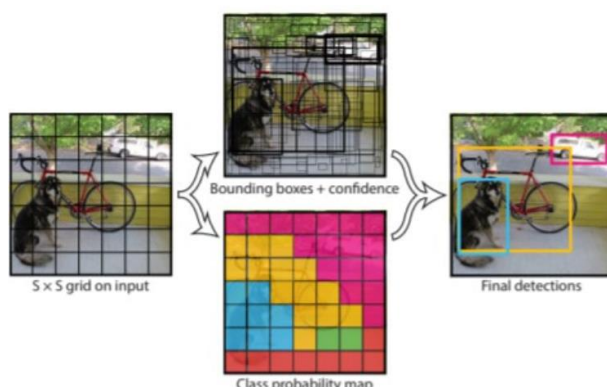 Bounding boxes + confidence
S × S grid on input
Final detections
Class probability map